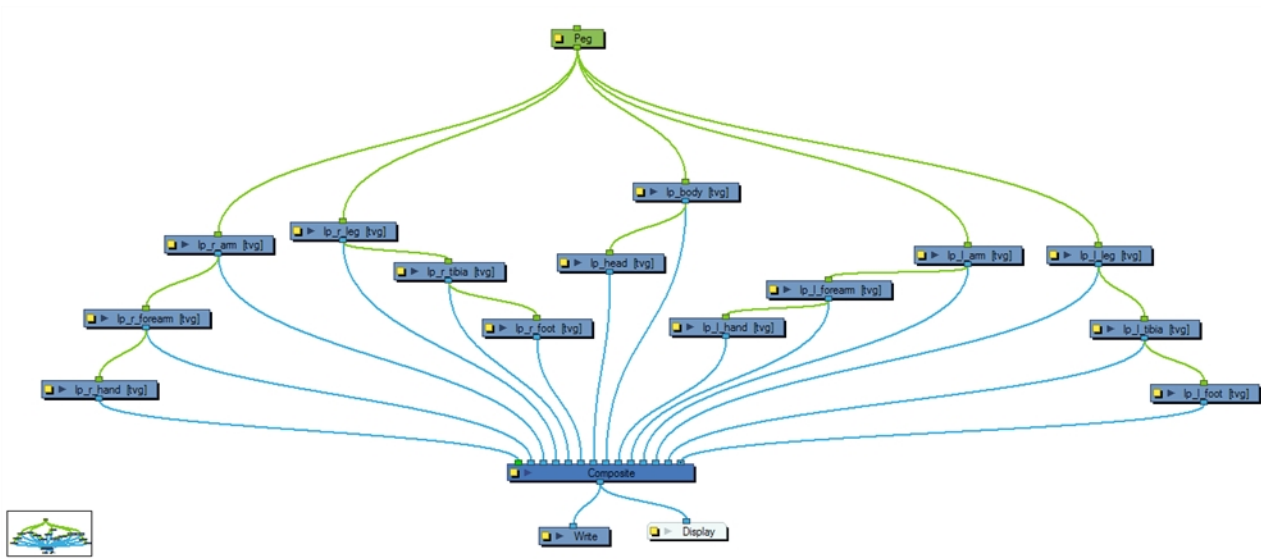 Peg
lp_body [tvg]
lp_r_leg [tvg]
lp_r_arm [tvg]
lp_l_arm [tvg]
lp_l_leg [tvg]
lp_head [tvg]
lp_r_tibia [tvg]
lp_l_forearm [tvg]
lp_r_forearm [tvg]
lp_r_foot [tvg]
lp_l_hand [tvg]
lp_l_tibia [tvg]
lp_r_hand [tvg]
lp_l_foot [tvg]
Composite
Write
Display